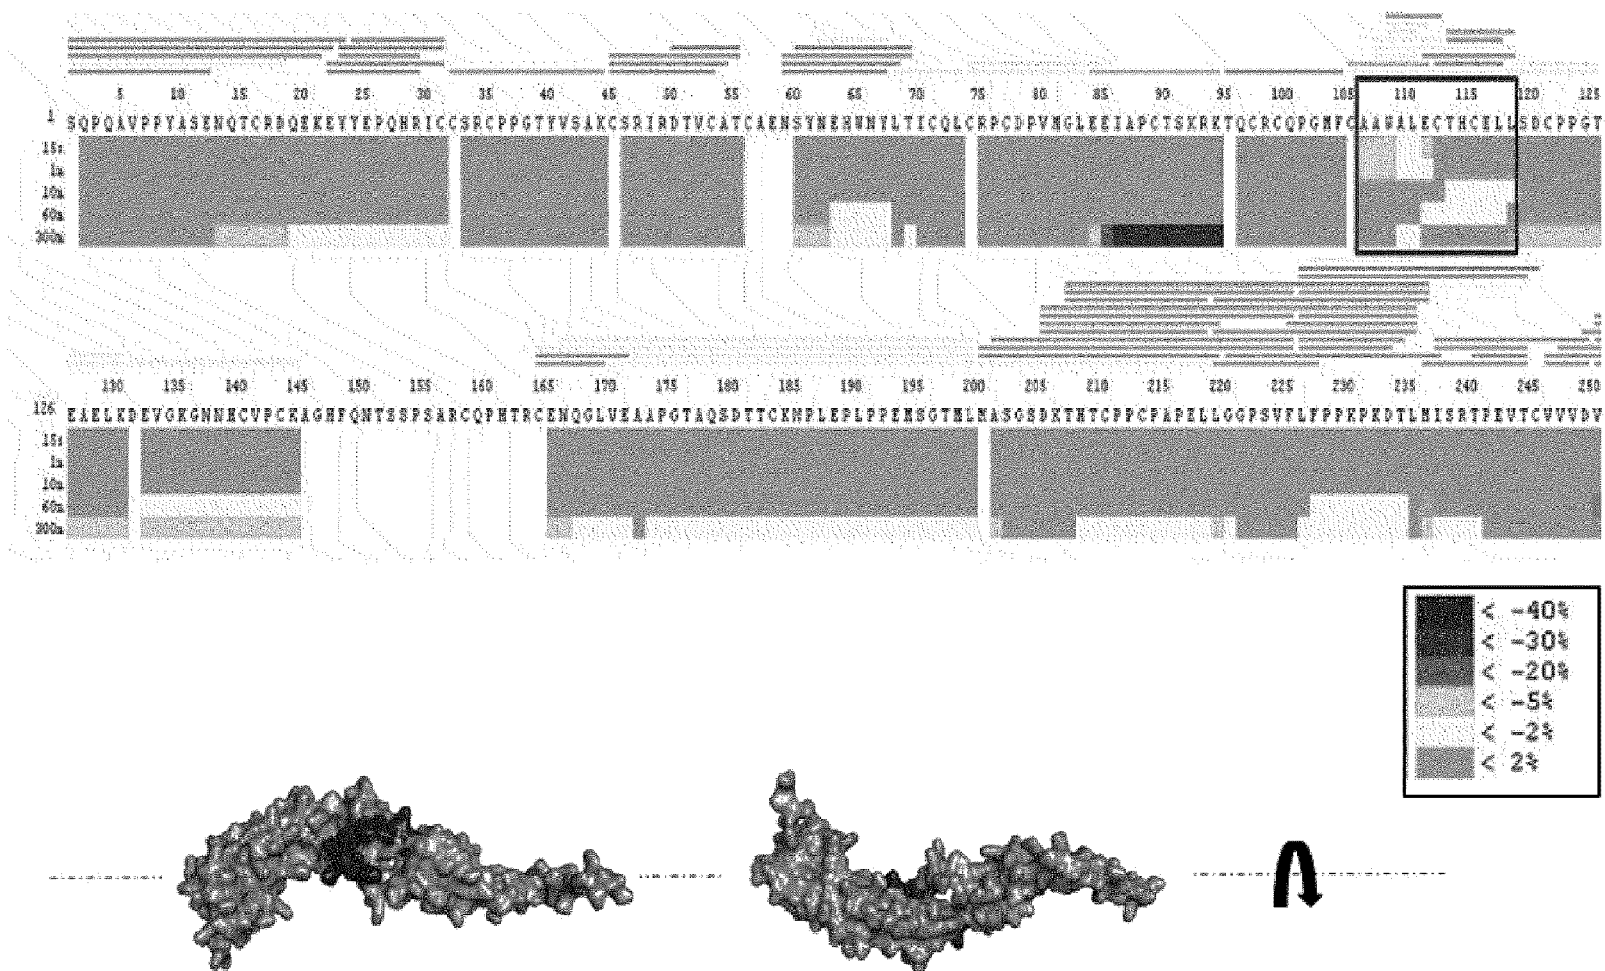 5 10 15 20 25 30 35 40 45 50 55 60 65 70 75 80 85 90 95 100 105 110 115 120 125
1 SQPQAVPPYASENQTCRDQEKEYYEPQHRICCSRCPPGTYVSAKCSRIRDTVCATCAENSYNEHWNYLTICQLCRPCDPVMGLEEIAPCTSKRKTQCRCQPGMFCAAWALECTHCELLSDCPPGT
15s
1m
10m
60m
300m
130 135 140 145 150 155 160 165 170 175 180 185 190 195 200 205 210 215 220 225 230 235 240 245 250
126 EAELKDEVGKGNNHCVPCKAGHFQNTSSPSARCQPHTRCENQGLVEAAPGTAQSDTTCKNPLEPLPPEMSGTMLMASGSDKTHTCPPCPAPELLGGPSVFLFPPKPKDTLMISRTPEVTCVVVDV
15s
1m
10m
60m
300m
< -40%
< -30%
< -20%
< -5%
< -2%
< 2%